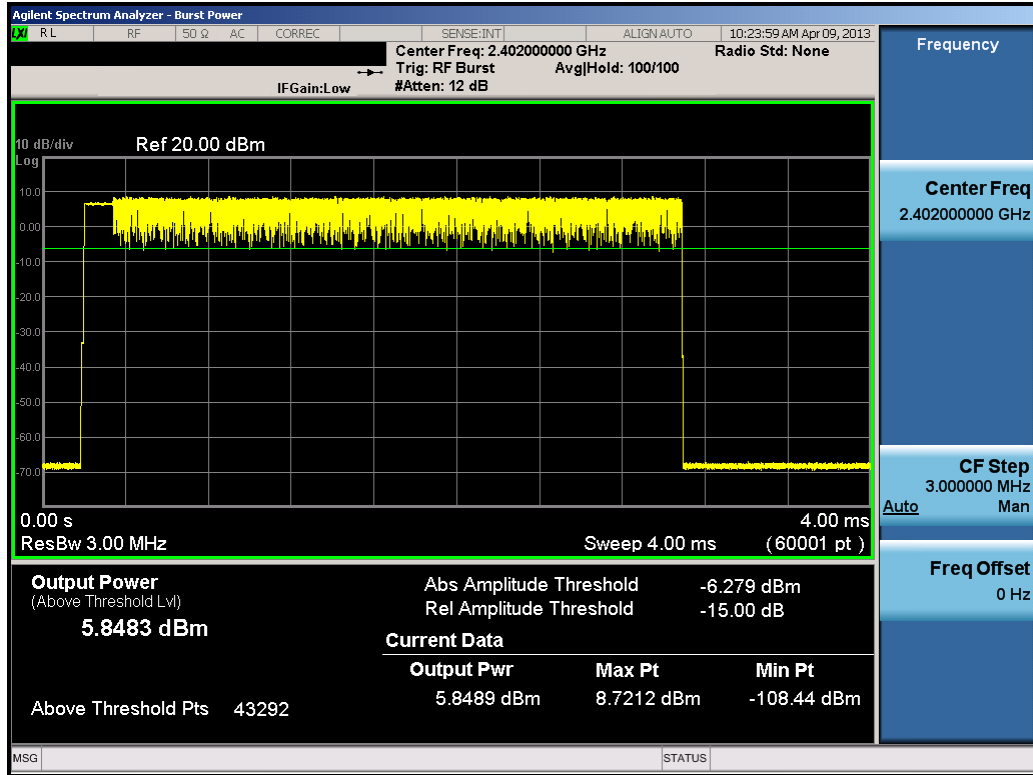 Agilent Spectrum Analyzer - Burst Power
LXI RL RF 50 Ω AC CORREC SENSE:INT ALIGN AUTO 10:23:59 AM Apr 09, 2013
Center Freq: 2.402000000 GHz Radio Std: None
Trig: RF Burst Avg|Hold: 100/100
IFGain:Low #Atten: 12 dB
10 dB/div Ref 20.00 dBm
Log
10.0
0.00
-10.0
-20.0
-30.0
-40.0
-50.0
-60.0
-70.0
0.00 s 4.00 ms
ResBw 3.00 MHz Sweep 4.00 ms (60001 pt )
Output Power
(Above Threshold Lvl)
5.8483 dBm
Above Threshold Pts 43292
Abs Amplitude Threshold -6.279 dBm
Rel Amplitude Threshold -15.00 dB
Current Data
Output Pwr Max Pt Min Pt
5.8489 dBm 8.7212 dBm -108.44 dBm
MSG STATUS
Frequency
Center Freq
2.402000000 GHz
CF Step
3.000000 MHz
Auto Man
Freq Offset
0 Hz